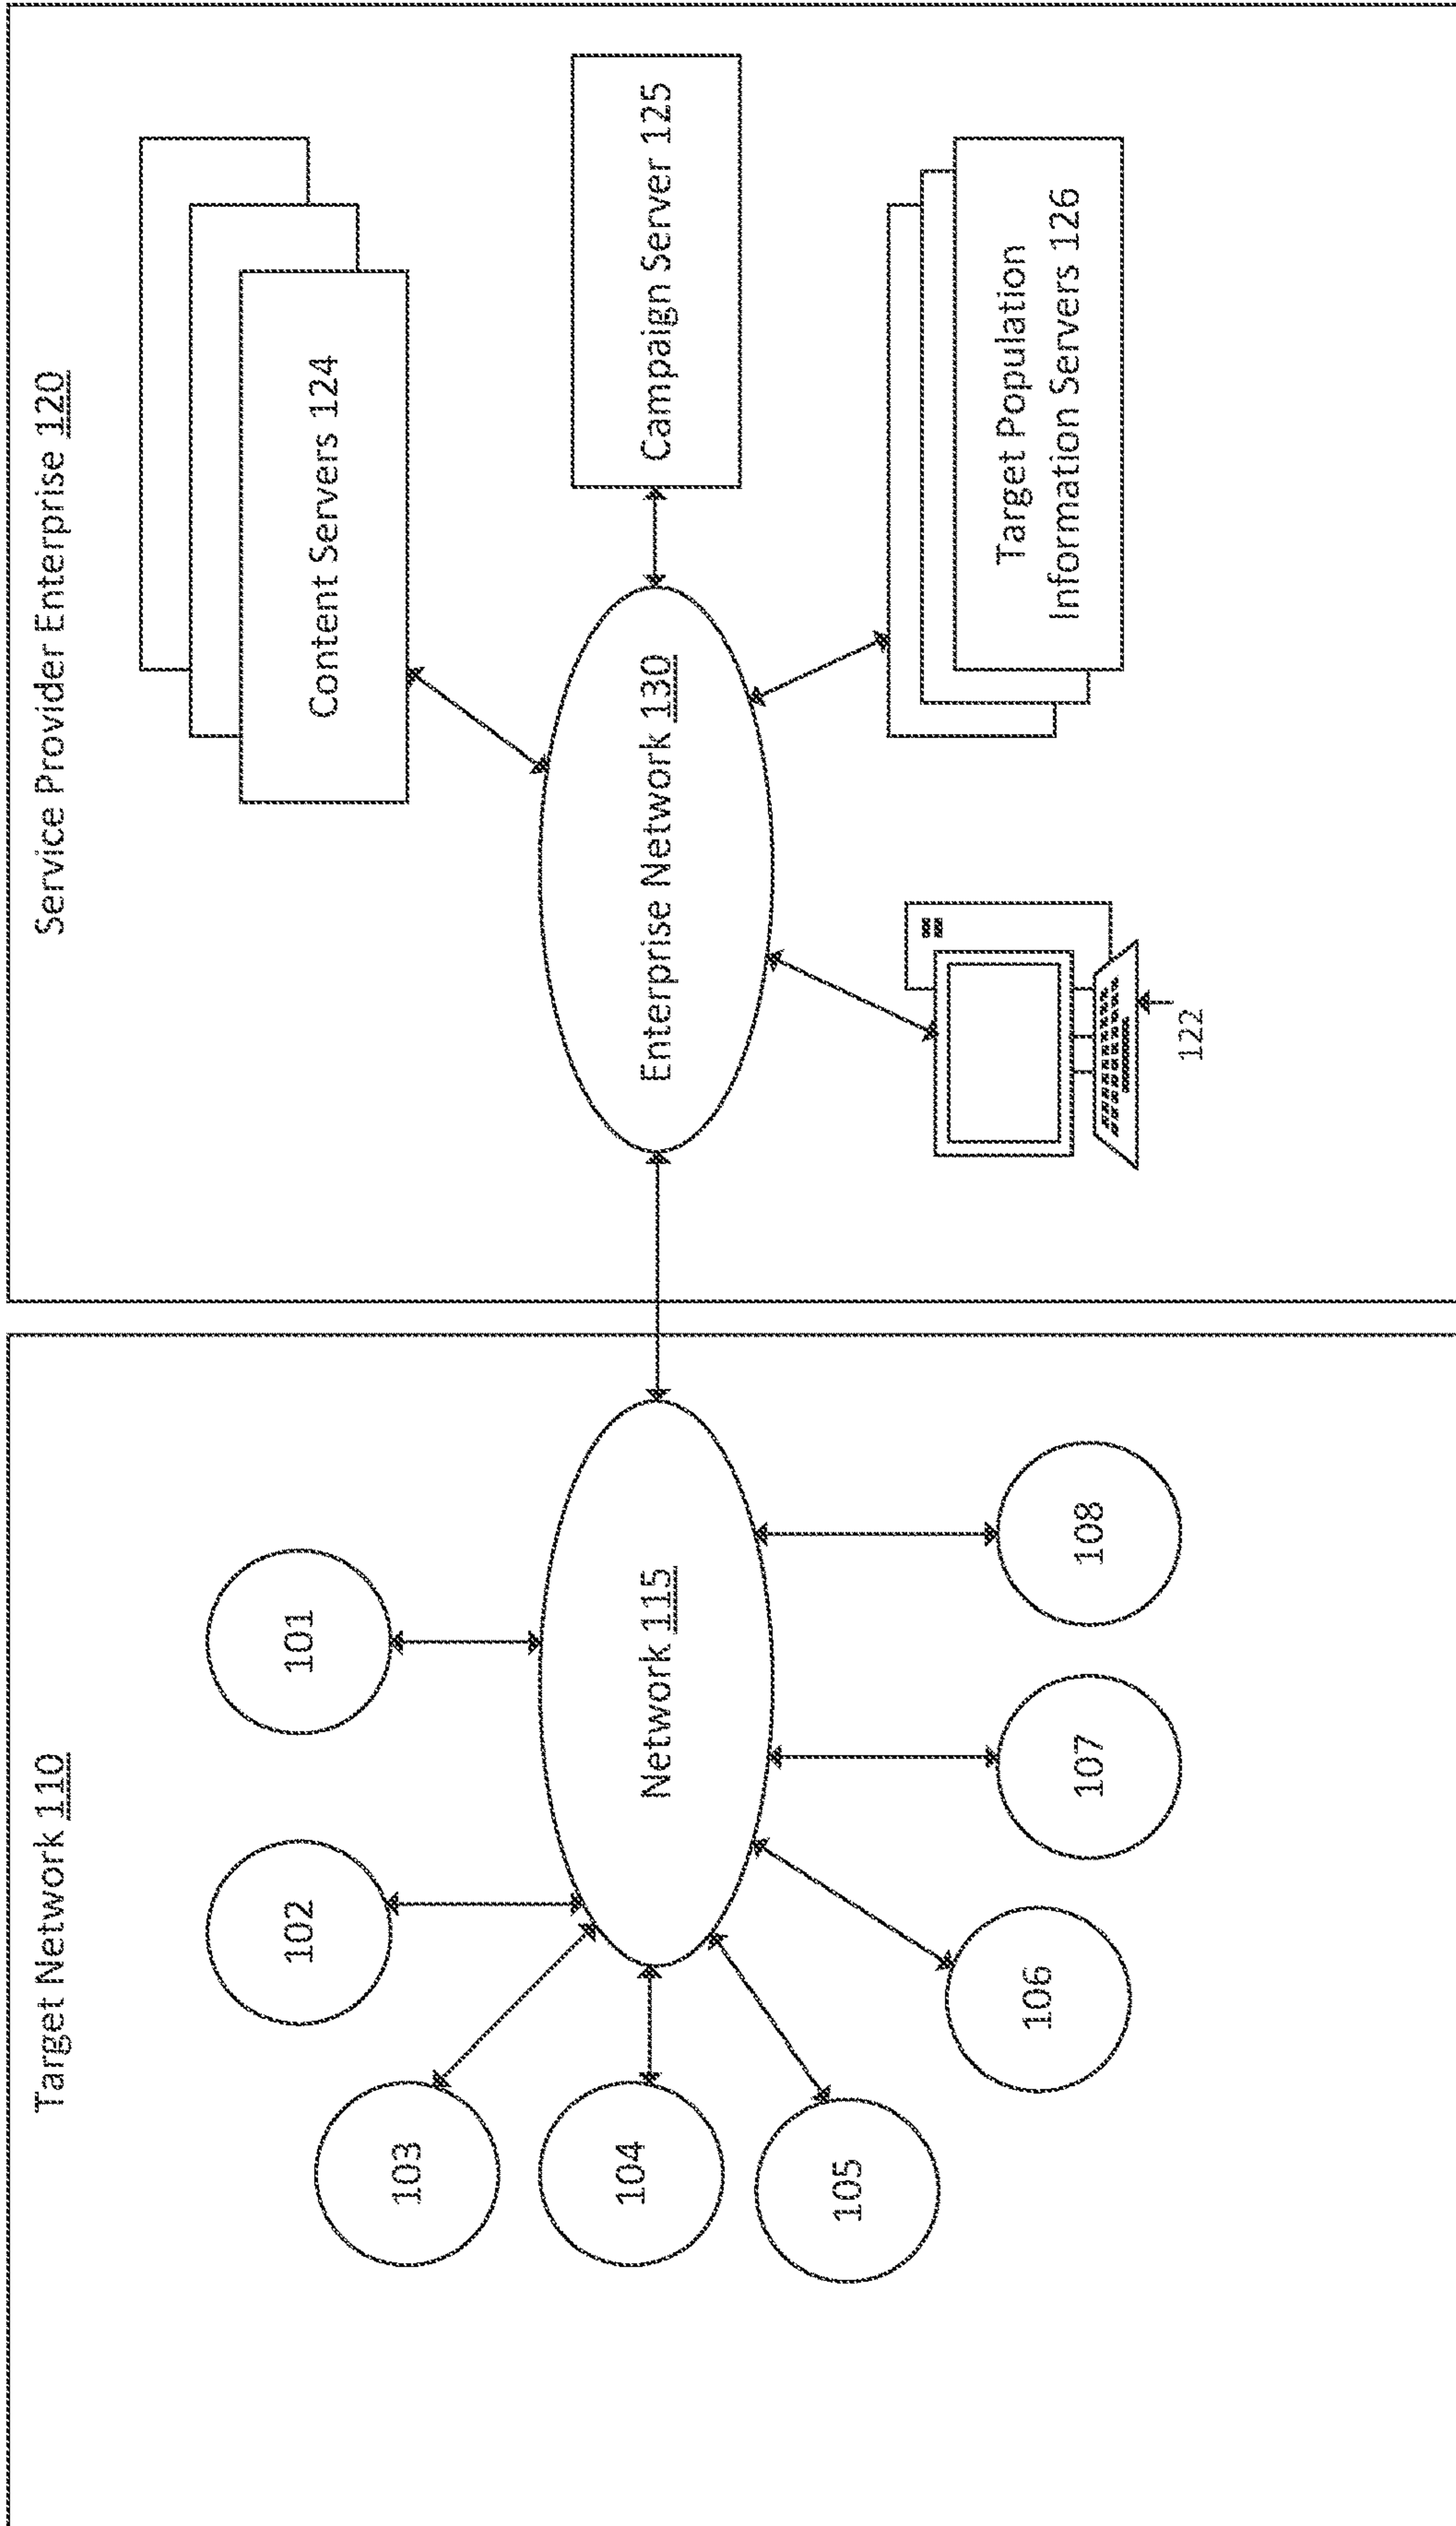 Target Network 110
101
102
103
104
105
106
107
108
Network 115
Service Provider Enterprise 120
Content Servers 124
Campaign Server 125
Enterprise Network 130
Target Population
Information Servers 126
122